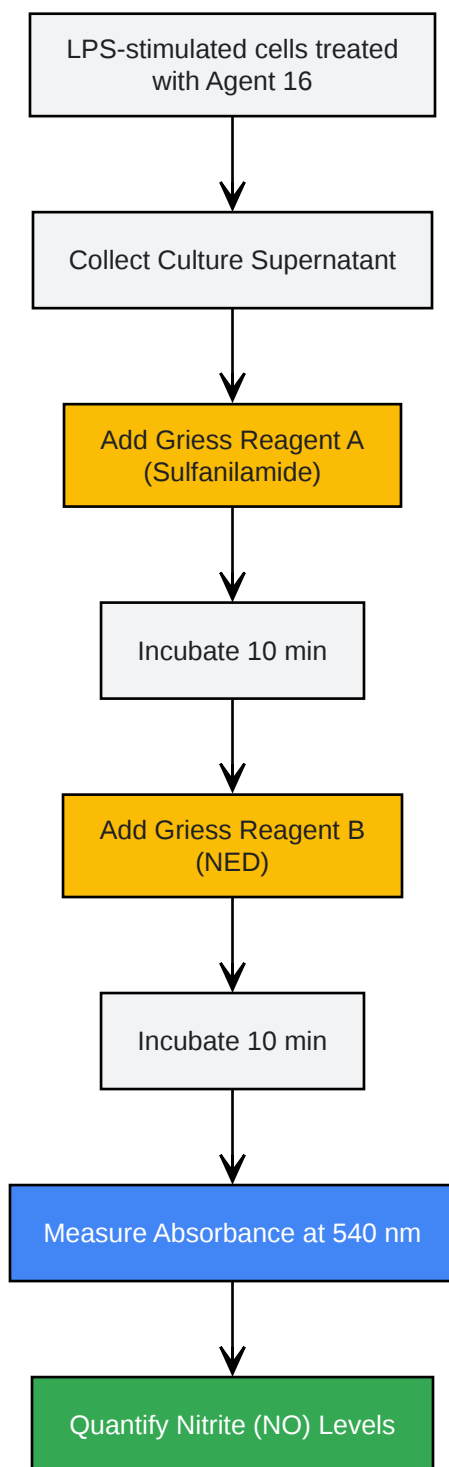 LPS-stimulated cells treated
with Agent 16
Collect Culture Supernatant
Add Griess Reagent A
(Sulfanilamide)
Incubate 10 min
Add Griess Reagent B
(NED)
Incubate 10 min
Measure Absorbance at 540 nm
Quantify Nitrite (NO) Levels